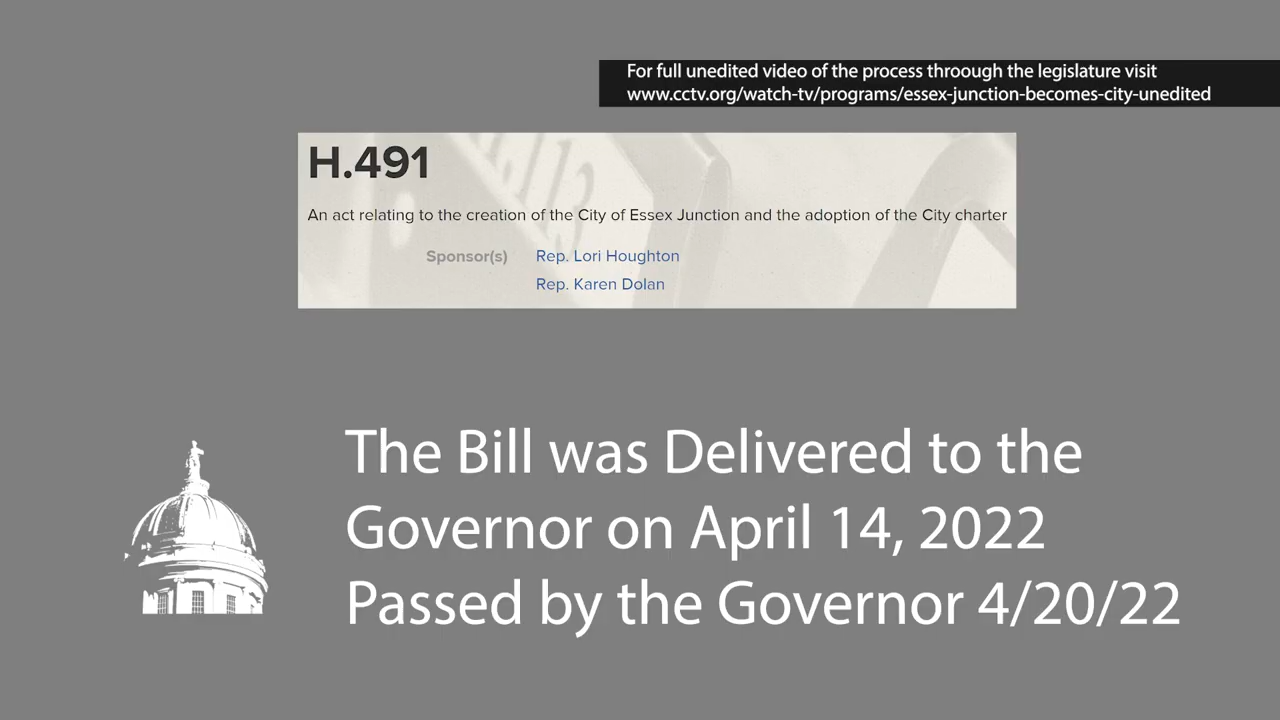 For full unedited video of the process throough the legislature visit
www.cctv.org/watch-tv/programs/essex-junction-becomes-city-unedited
H.491
An act relating to the creation of the City of Essex Junction and the adoption of the City charter
Sponsor(s) Rep. Lori Houghton
Rep. Karen Dolan
The Bill was Delivered to the
Governor on April 14, 2022
Passed by the Governor 4/20/22